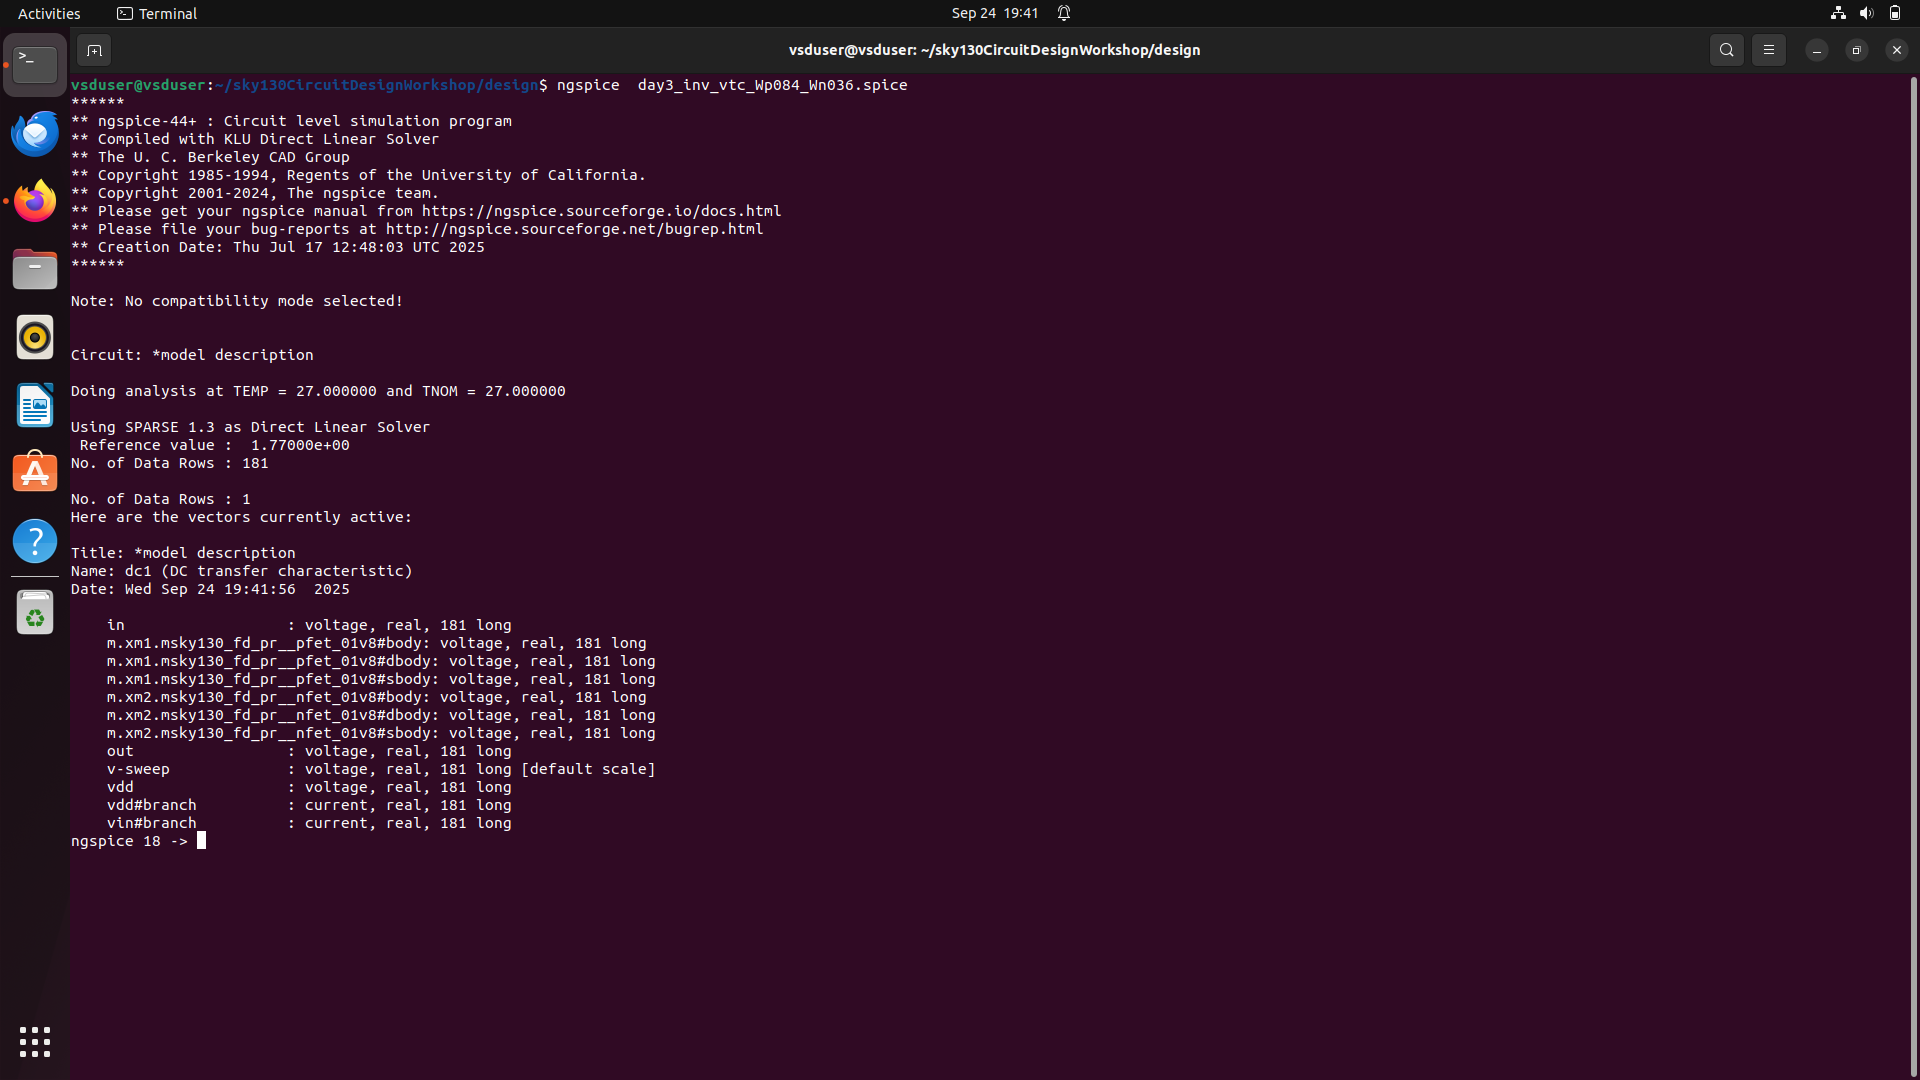 Activities
Terminal
Sep 24 19:41
vsduser@vsduser: ~/sky130CircuitDesignWorkshop/design
vsduser@vsduser:~/sky130CircuitDesignWorkshop/design$ ngspice  day3_inv_vtc_Wp084_Wn036.spice
******
** ngspice-44+ : Circuit level simulation program
** Compiled with KLU Direct Linear Solver
** The U. C. Berkeley CAD Group
** Copyright 1985-1994, Regents of the University of California.
** Copyright 2001-2024, The ngspice team.
** Please get your ngspice manual from https://ngspice.sourceforge.io/docs.html
** Please file your bug-reports at http://ngspice.sourceforge.net/bugrep.html
** Creation Date: Thu Jul 17 12:48:03 UTC 2025
******
Note: No compatibility mode selected!
Circuit: *model description
Doing analysis at TEMP = 27.000000 and TNOM = 27.000000
Using SPARSE 1.3 as Direct Linear Solver
 Reference value :  1.77000e+00
No. of Data Rows : 181
No. of Data Rows : 1
Here are the vectors currently active:
Title: *model description
Name: dc1 (DC transfer characteristic)
Date: Wed Sep 24 19:41:56  2025
    in                  : voltage, real, 181 long
    m.xm1.msky130_fd_pr__pfet_01v8#body: voltage, real, 181 long
    m.xm1.msky130_fd_pr__pfet_01v8#dbody: voltage, real, 181 long
    m.xm1.msky130_fd_pr__pfet_01v8#sbody: voltage, real, 181 long
    m.xm2.msky130_fd_pr__nfet_01v8#body: voltage, real, 181 long
    m.xm2.msky130_fd_pr__nfet_01v8#dbody: voltage, real, 181 long
    m.xm2.msky130_fd_pr__nfet_01v8#sbody: voltage, real, 181 long
    out                 : voltage, real, 181 long
    v-sweep             : voltage, real, 181 long [default scale]
    vdd                 : voltage, real, 181 long
    vdd#branch          : current, real, 181 long
    vin#branch          : current, real, 181 long
ngspice 18 ->